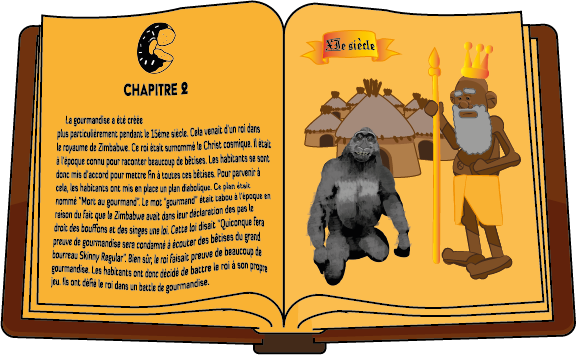 CHAPITRE 2
La gourmandise a été créée
plus particulièrement pendant le 15ème siècle. Cela venait d'un roi dans
le royaume de Zimbabwe. Ce roi était surnommé le Christ cosmique. Il était
à l'époque connu pour raconter beaucoup de bêtises. Les habitants se sont
donc mis d'accord pour mettre fin à toutes ces bêtises. Pour parvenir à
cela, les habitants ont mis en place un plan diabolique. Ce plan était
nommé "Mort au gourmand". Le mot "gourmand" était tabou à l'époque en
raison du fait que le Zimbabwe avait dans leur déclaration des pas le
droit des bouffons et des singes une loi. Cette loi disait "Quiconque fera
preuve de gourmandise sera condamné à écouter des bêtises du grand
bourreau Skinny Regular". Bien sûr, le roi faisait preuve de beaucoup de
gourmandise. Les habitants ont donc décidé de battre le roi à son propre
jeu. Ils ont défié le roi dans un battle de gourmandise.
XIe siècle